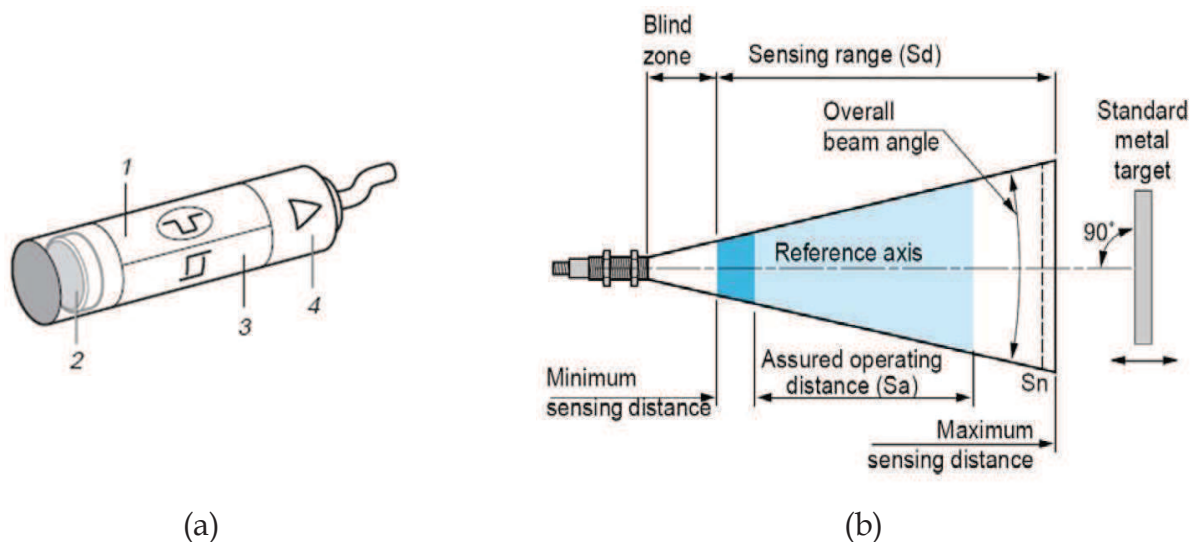 1
2
3
4
(a)
Blind
zone
Sensing range (Sd)
Overall
beam angle
Standard
metal
target
90°
Reference axis
Assured operating
distance (Sa)
Sn
Minimum
sensing distance
Maximum
sensing distance
(b)